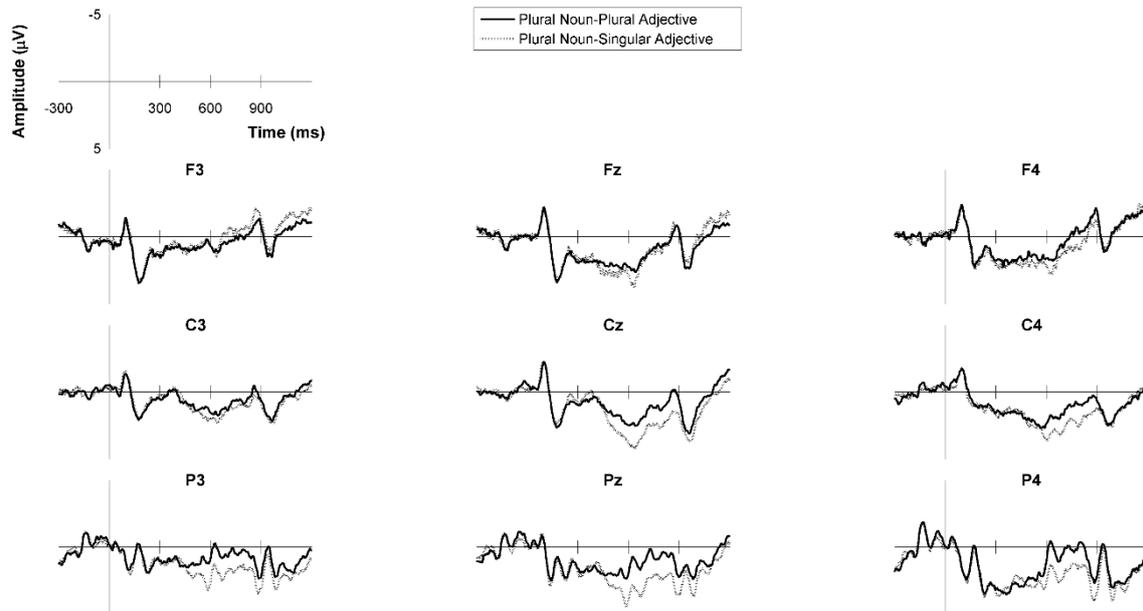 -5
Amplitude (µV)
-300 300 600 900
Time (ms)
5
Plural Noun-Plural Adjective
Plural Noun-Singular Adjective
F3 Fz F4
C3 Cz C4
P3 Pz P4